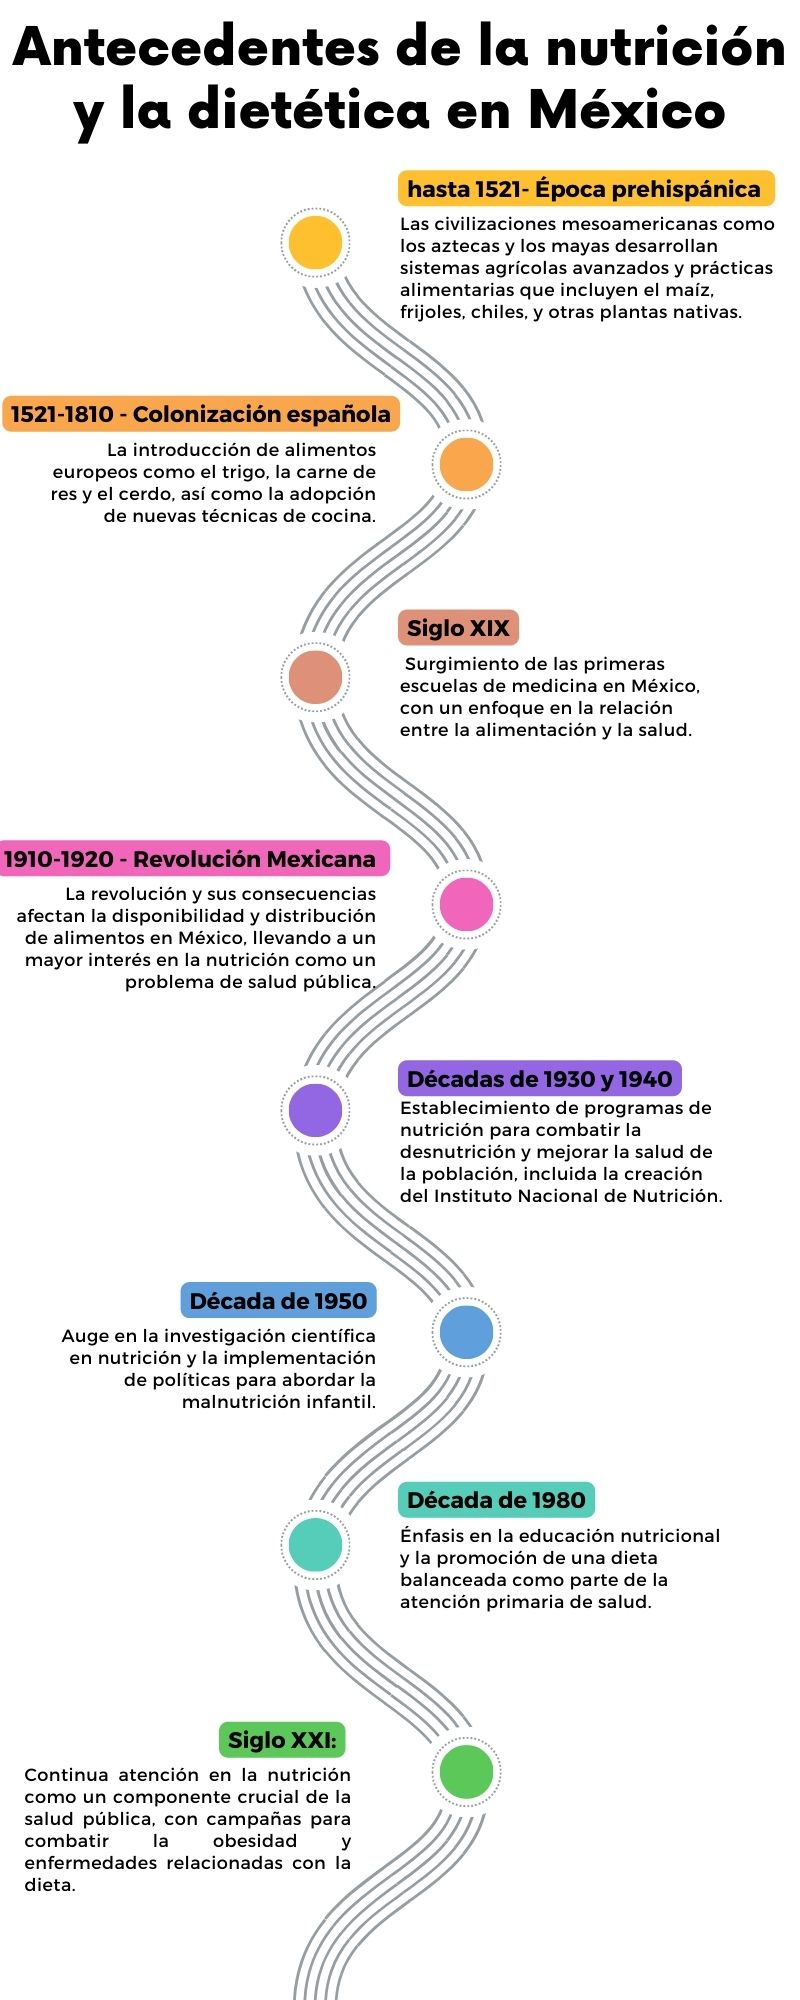 Antecedentes de la nutrición
y la dietética en México
hasta 1521- Época prehispánica
Las civilizaciones mesoamericanas como
los aztecas y los mayas desarrollan
sistemas agrícolas avanzados y prácticas
alimentarias que incluyen el maíz,
frijoles, chiles, y otras plantas nativas.
1521-1810 - Colonización española
La introducción de alimentos
europeos como el trigo, la carne de
res y el cerdo, así como la adopción
de nuevas técnicas de cocina.
Siglo XIX
Surgimiento de las primeras
escuelas de medicina en México,
con un enfoque en la relación
entre la alimentación y la salud.
1910-1920 - Revolución Mexicana
La revolución y sus consecuencias
afectan la disponibilidad y distribución
de alimentos en México, llevando a un
mayor interés en la nutrición como un
problema de salud pública.
Décadas de 1930 y 1940
Establecimiento de programas de
nutrición para combatir la
desnutrición y mejorar la salud de
la población, incluida la creación
del Instituto Nacional de Nutrición.
Década de 1950
Auge en la investigación científica
en nutrición y la implementación
de políticas para abordar la
malnutrición infantil.
Década de 1980
Énfasis en la educación nutricional
y la promoción de una dieta
balanceada como parte de la
atención primaria de salud.
Siglo XXI:
Continua atención en la nutrición
como un componente crucial de la
salud pública, con campañas para
combatir la obesidad y
enfermedades relacionadas con la
dieta.